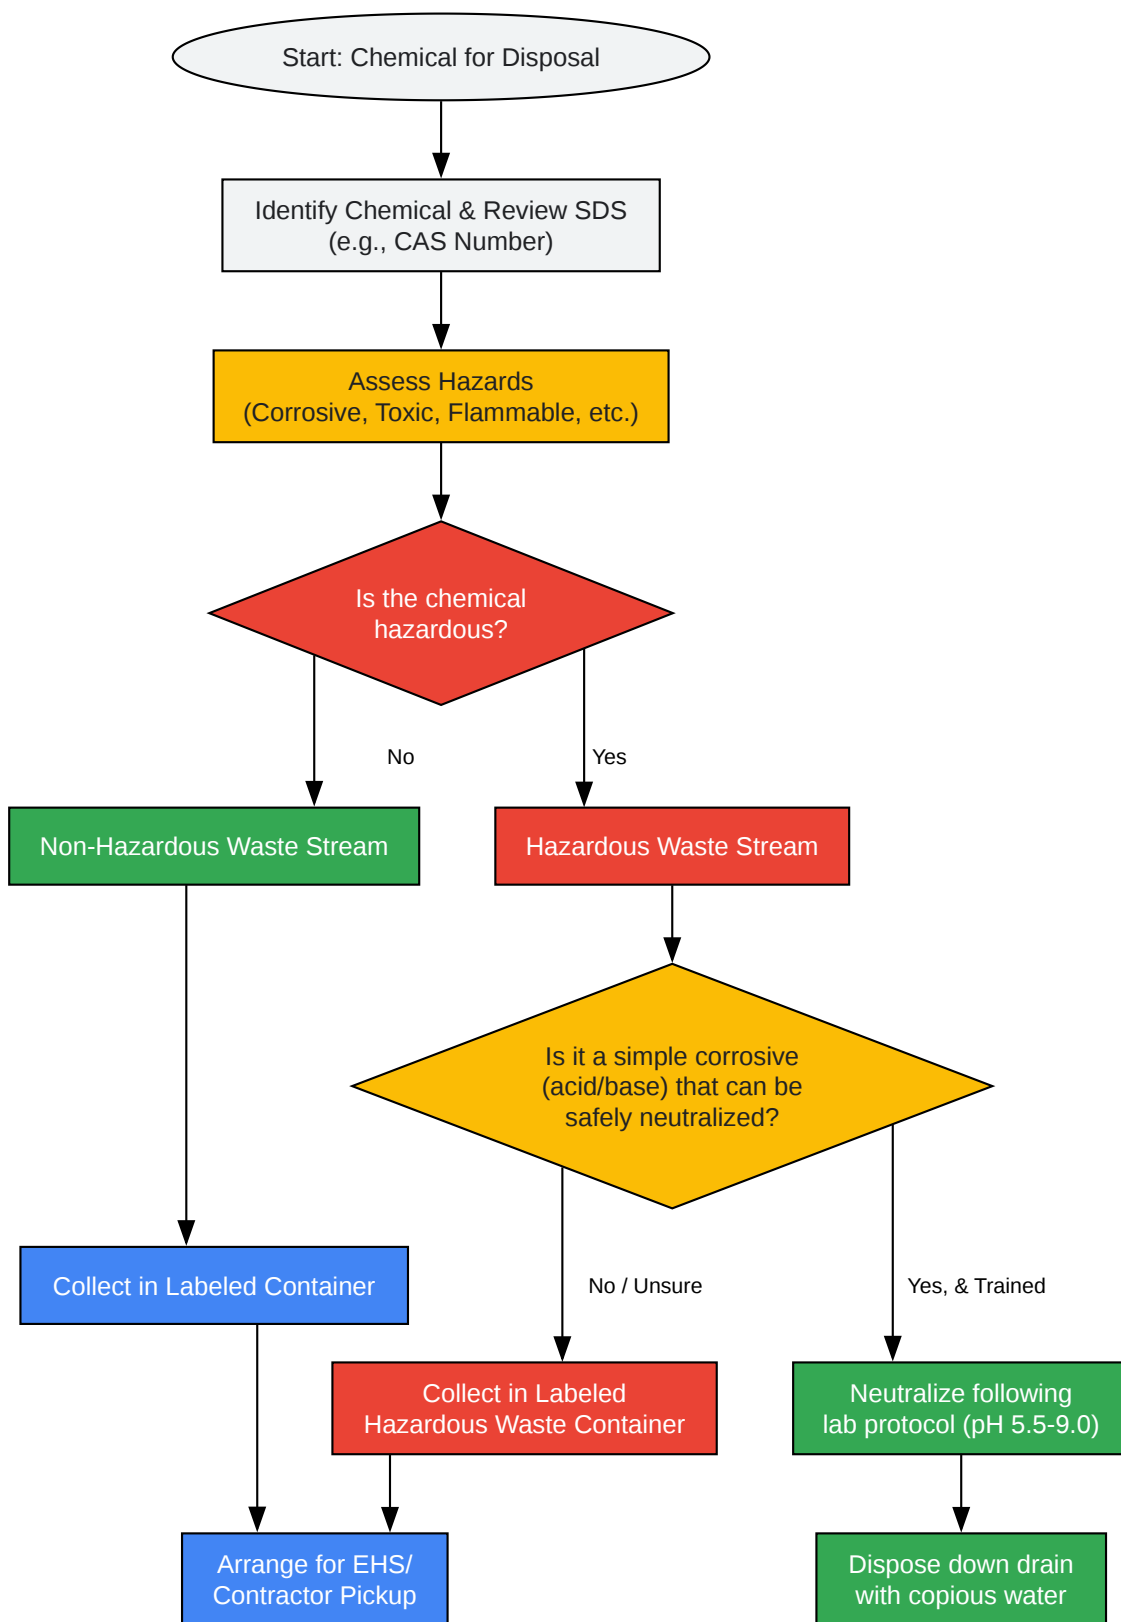 Start: Chemical for Disposal
Identify Chemical & Review SDS
(e.g., CAS Number)
Assess Hazards
(Corrosive, Toxic, Flammable, etc.)
Is the chemical
hazardous?
No
Yes
Non-Hazardous Waste Stream
Hazardous Waste Stream
Is it a simple corrosive
(acid/base) that can be
safely neutralized?
Collect in Labeled Container
No / Unsure
Yes, & Trained
Collect in Labeled
Hazardous Waste Container
Neutralize following
lab protocol (pH 5.5-9.0)
Arrange for EHS/
Contractor Pickup
Dispose down drain
with copious water